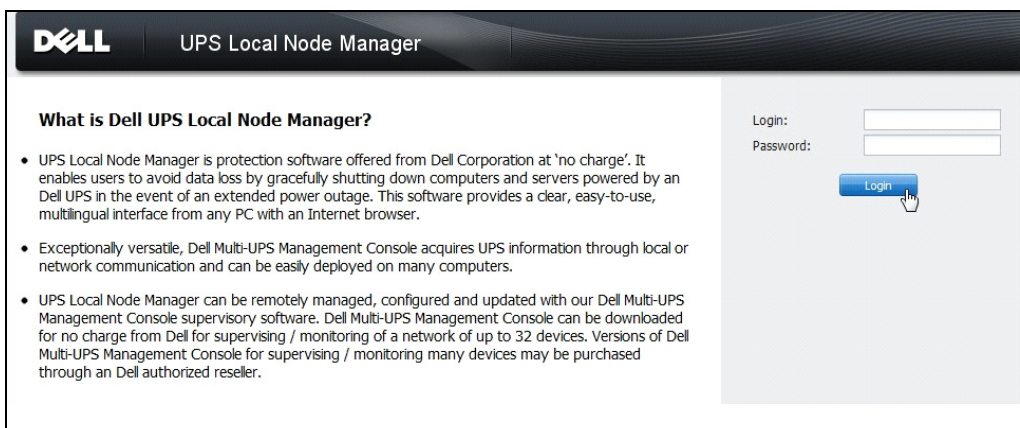 DELL
UPS Local Node Manager
What is Dell UPS Local Node Manager?
• UPS Local Node Manager is protection software offered from Dell Corporation at ‘no charge’. It
enables users to avoid data loss by gracefully shutting down computers and servers powered by an
Dell UPS in the event of an extended power outage. This software provides a clear, easy-to-use,
multilingual interface from any PC with an Internet browser.
• Exceptionally versatile, Dell Multi-UPS Management Console acquires UPS information through local or
network communication and can be easily deployed on many computers.
• UPS Local Node Manager can be remotely managed, configured and updated with our Dell Multi-UPS
Management Console supervisory software. Dell Multi-UPS Management Console can be downloaded
for no charge from Dell for supervising / monitoring of a network of up to 32 devices. Versions of Dell
Multi-UPS Management Console for supervising / monitoring many devices may be purchased
through an Dell authorized reseller.
Login:
Password:
Login